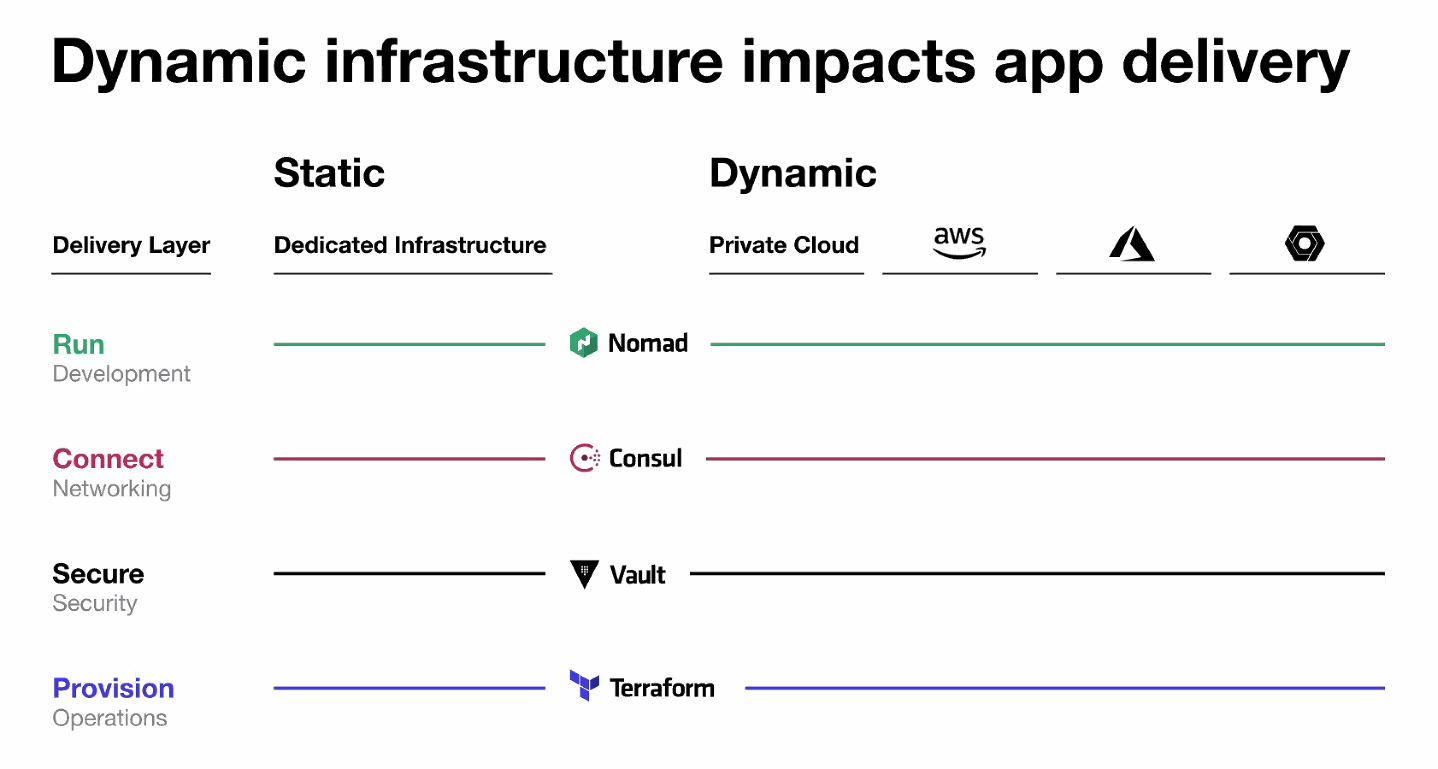 Dynamic infrastructure impacts app delivery
Static Dynamic
Delivery Layer Dedicated Infrastructure Private Cloud aws
Run
Nomad
Development
Connect
Consul
Networking
Secure
Vault
Security
Provision
Terraform
Operations